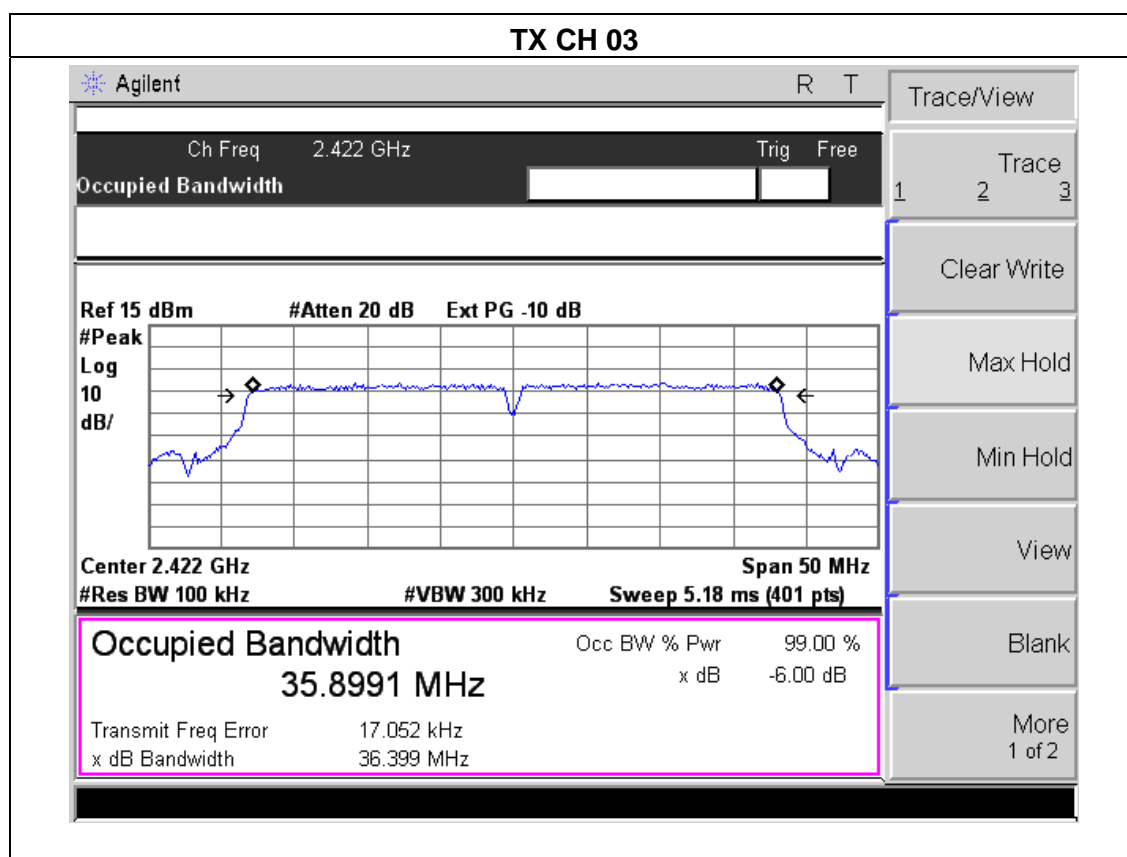 TX CH 03
Agilent R T
Trace/View
Ch Freq 2.422 GHz Trig Free
Occupied Bandwidth
Trace
1 2 3
Clear Write
Max Hold
Min Hold
View
Blank
More
1 of 2
Ref 15 dBm #Atten 20 dB Ext PG -10 dB
#Peak
Log
10
dB/
Center 2.422 GHz Span 50 MHz
#Res BW 100 kHz #VBW 300 kHz Sweep 5.18 ms (401 pts)
Occupied Bandwidth Occ BW % Pwr 99.00 %
35.8991 MHz x dB -6.00 dB
Transmit Freq Error 17.052 kHz
x dB Bandwidth 36.399 MHz